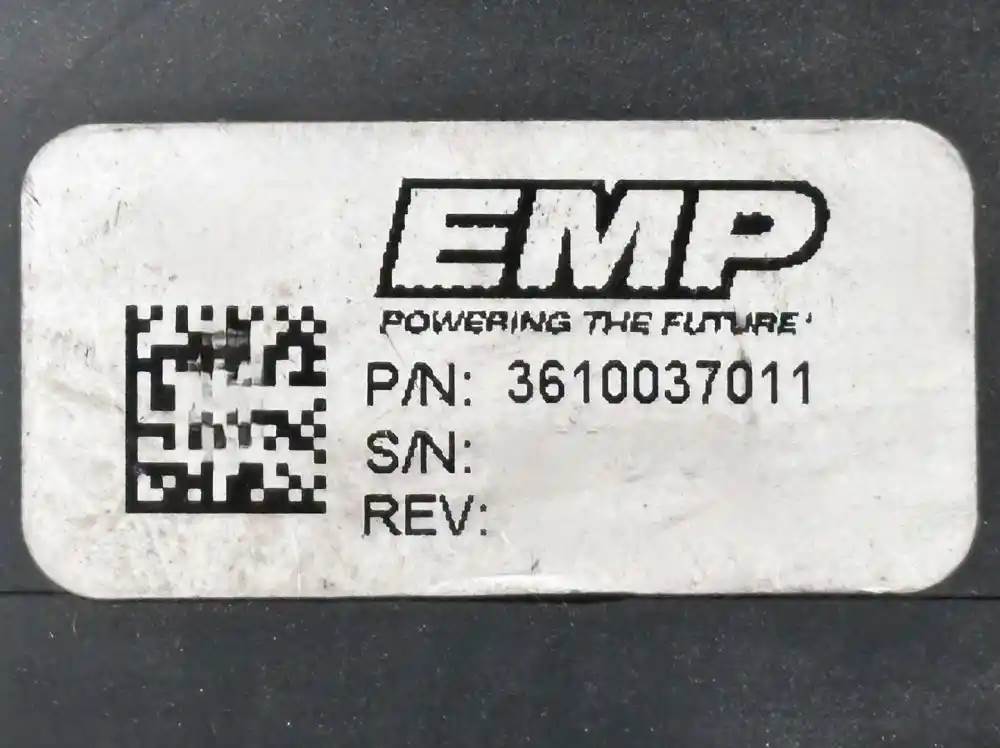 EMP
POWERING THE FUTURE
P/N: 3610037011
S/N:
REV: